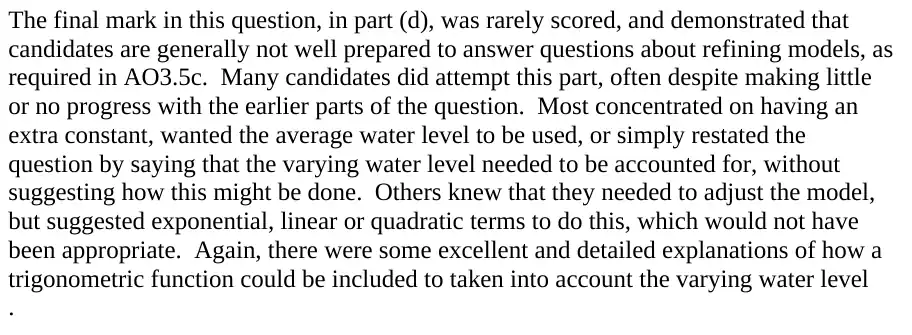 The final mark in this question, in part (d), was rarely scored, and demonstrated that
candidates are generally not well prepared to answer questions about refining models, as
required in AO3.5c.  Many candidates did attempt this part, often despite making little
or no progress with the earlier parts of the question.  Most concentrated on having an
extra constant, wanted the average water level to be used, or simply restated the
question by saying that the varying water level needed to be accounted for, without
suggesting how this might be done.  Others knew that they needed to adjust the model,
but suggested exponential, linear or quadratic terms to do this, which would not have
been appropriate.  Again, there were some excellent and detailed explanations of how a
trigonometric function could be included to taken into account the varying water level
.